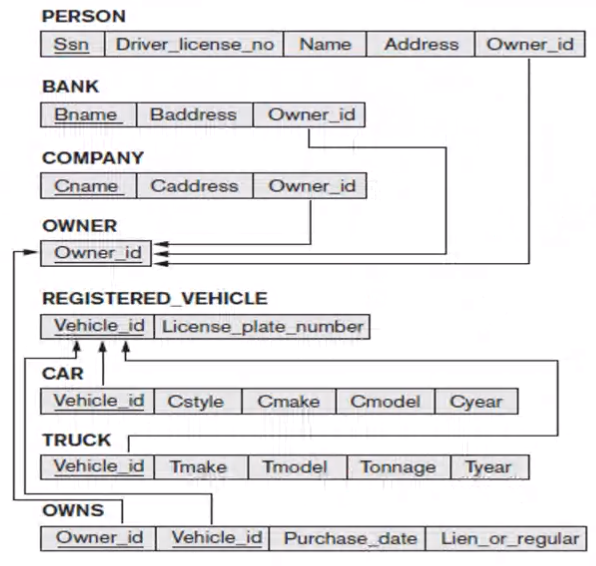 PERSON
Ssn Driver_license_no Name Address Owner_id
BANK
Bname Baddress Owner_id
COMPANY
Cname Caddress Owner_id
OWNER
Owner_id
REGISTERED_VEHICLE
Vehicle_id License_plate_number
CAR
Vehicle_id Cstyle Cmake Cmodel Cyear
TRUCK
Vehicle_id Tmake Tmodel Tonnage Tyear
OWNS
Owner_id Vehicle_id Purchase_date Lien_or_regular